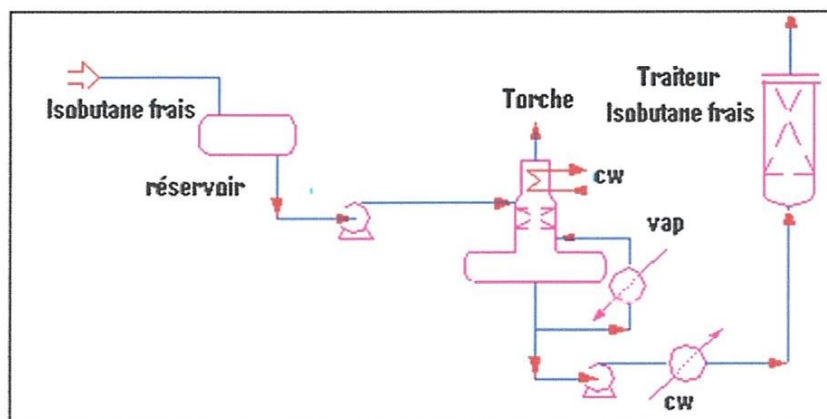 Isobutane frais
réservoir
Torche
cw
vap
Traiteur
Isobutane frais
cw